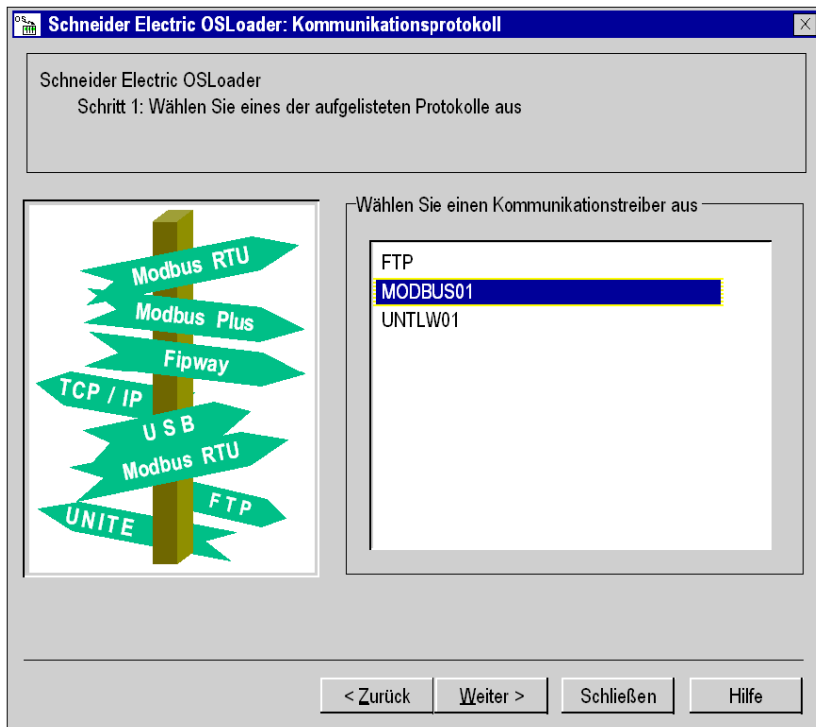 Schneider Electric OSLoader: Kommunikationsprotokoll
Schneider Electric OSLoader
Schritt 1: Wählen Sie eines der aufgelisteten Protokolle aus
Modbus RTU
Modbus Plus
Fipway
TCP / IP
USB
Modbus RTU
FTP
UNITE
Wählen Sie einen Kommunikationstreiber aus
FTP
MODBUS01
UNTLW01
< Zurück
Weiter >
Schließen
Hilfe